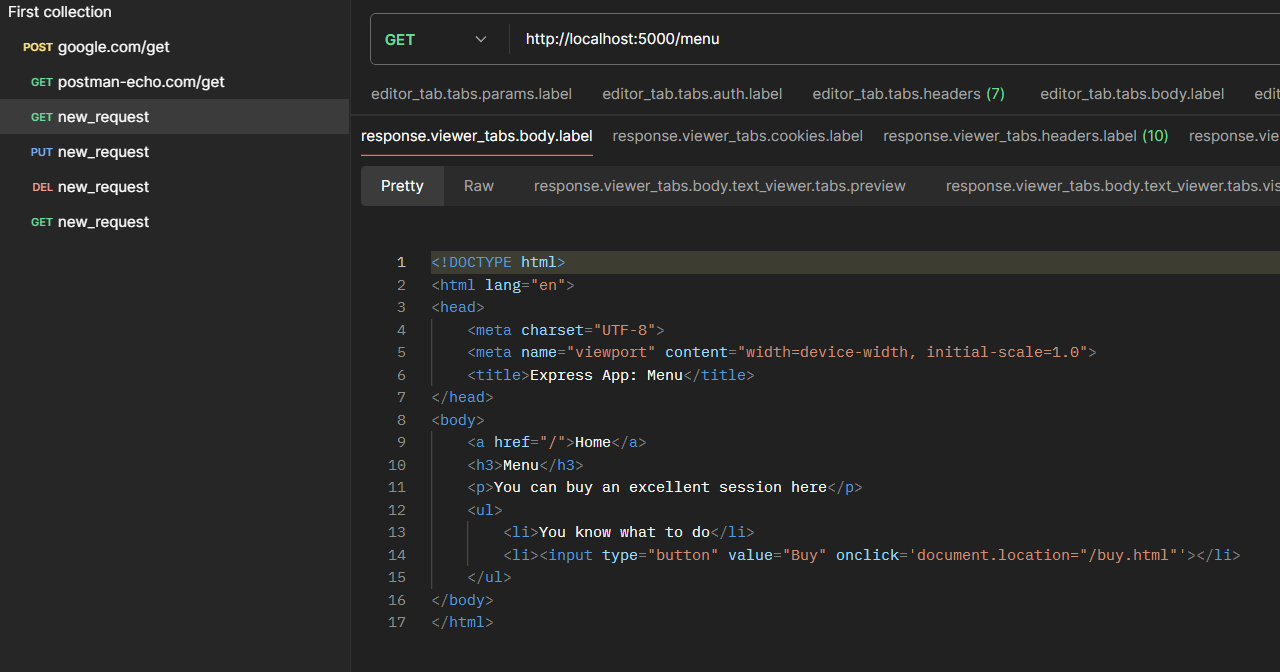 First collection
POST google.com/get
GET postman-echo.com/get
GET new_request
PUT new_request
DEL new_request
GET new_request
GET http://localhost:5000/menu
editor_tab.tabs.params.label editor_tab.tabs.auth.label editor_tab.tabs.headers (7) editor_tab.tabs.body.label edit
response.viewer_tabs.body.label response.viewer_tabs.cookies.label response.viewer_tabs.headers.label (10) response.vie
Pretty Raw response.viewer_tabs.body.text_viewer.tabs.preview response.viewer_tabs.body.text_viewer.tabs.vis
1 <!DOCTYPE html>
2 <html lang="en">
3 <head>
4 <meta charset="UTF-8">
5 <meta name="viewport" content="width=device-width, initial-scale=1.0">
6 <title>Express App: Menu</title>
7 </head>
8 <body>
9 <a href="/">Home</a>
10 <h3>Menu</h3>
11 <p>You can buy an excellent session here</p>
12 <ul>
13 <li>You know what to do</li>
14 <li><input type="button" value="Buy" onclick='document.location="/buy.html"'></li>
15 </ul>
16 </body>
17 </html>